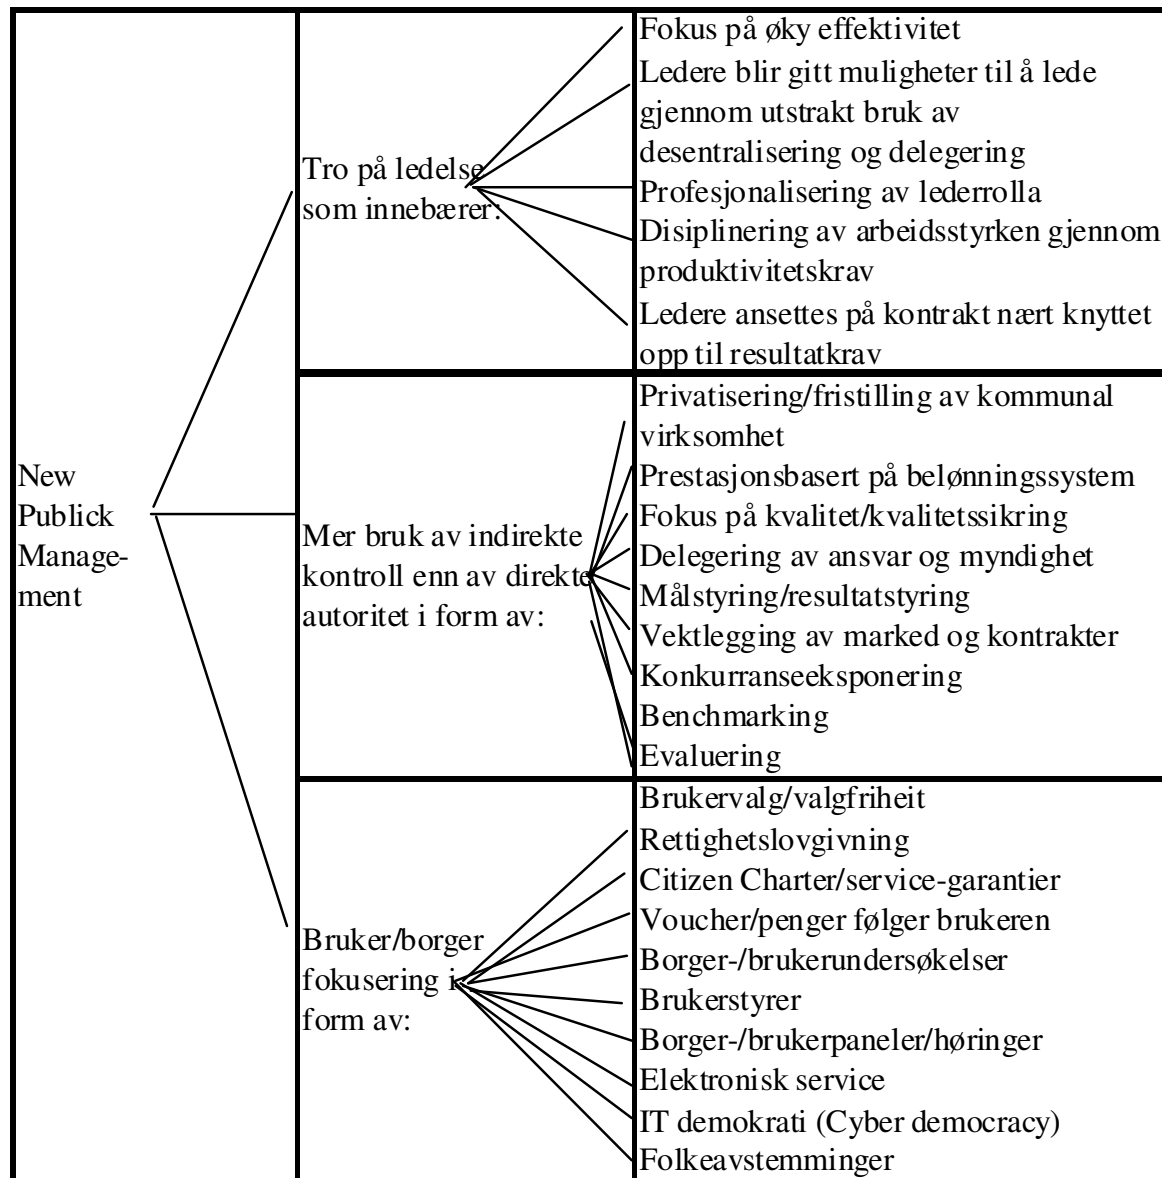 New
Publick
Manage-
ment
Tro på ledelse
som innebærer:
Fokus på øky effektivitet
Ledere blir gitt muligheter til å lede
gjennom utstrakt bruk av
desentralisering og delegering
Profesjonalisering av lederrolla
Disiplinering av arbeidsstyrken gjennom
produktivitetskrav
Ledere ansettes på kontrakt nært knyttet
opp til resultatkrav
Mer bruk av indirekte
kontroll enn av direkte
autoritet i form av:
Privatisering/fristilling av kommunal
virksomhet
Prestasjonsbasert på belønningssystem
Fokus på kvalitet/kvalitetssikring
Delegering av ansvar og myndighet
Målstyring/resultatstyring
Vektlegging av marked og kontrakter
Konkurranseeksponering
Benchmarking
Evaluering
Bruker/borger
fokusering i
form av:
Brukervalg/valgfriheit
Rettighetslovgivning
Citizen Charter/service-garantier
Voucher/penger følger brukeren
Borger-/brukerundersøkelser
Brukerstyrer
Borger-/brukerpaneler/høringer
Elektronisk service
IT demokrati (Cyber democracy)
Folkeavstemminger